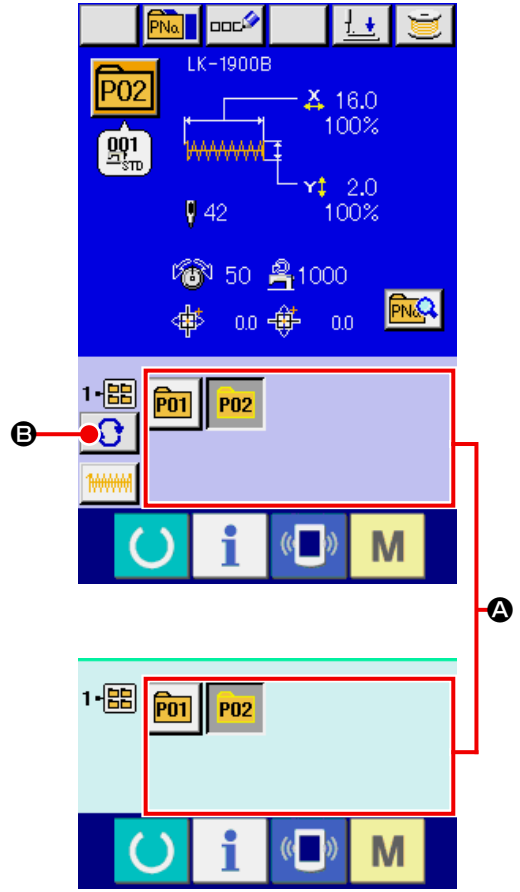 PNo.
LK-1900B
P02
X 16.0
100%
001
STD
Y 2.0
100%
42
50 1000
0.0 0.0
PNo.
1
P01 P02
B
i M
A
1
P01 P02
i M